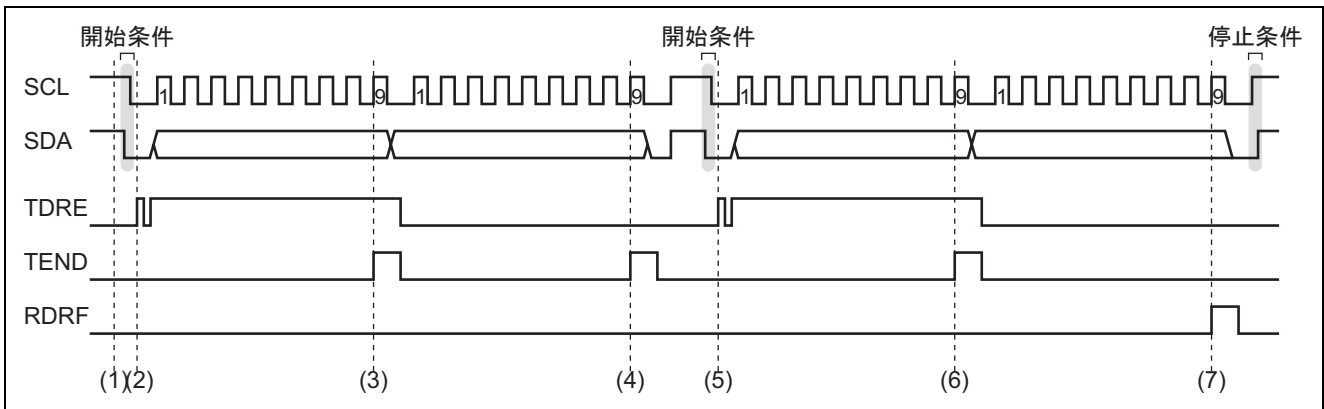 開始条件 開始条件 停止条件
SCL 1 9 1 9 1 9 1 9
SDA
TDRE
TEND
RDRF
(1)(2) (3) (4) (5) (6) (7)